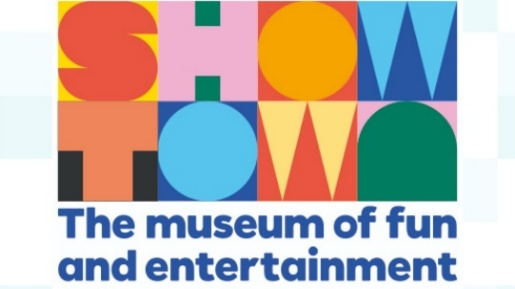 SHOW
TOWN
The museum of fun
and entertainment